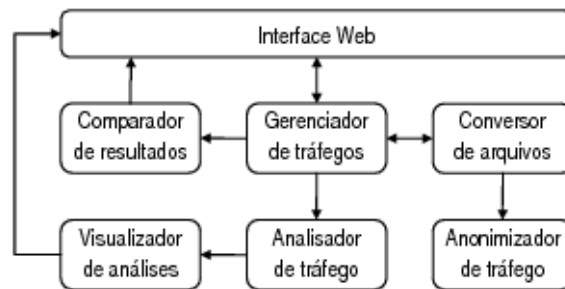 Interface Web
Comparador
de resultados
Gerenciador
de tráfegos
Conversor
de arquivos
Visualizador
de análises
Analisador
de tráfego
Anonimizador
de tráfego